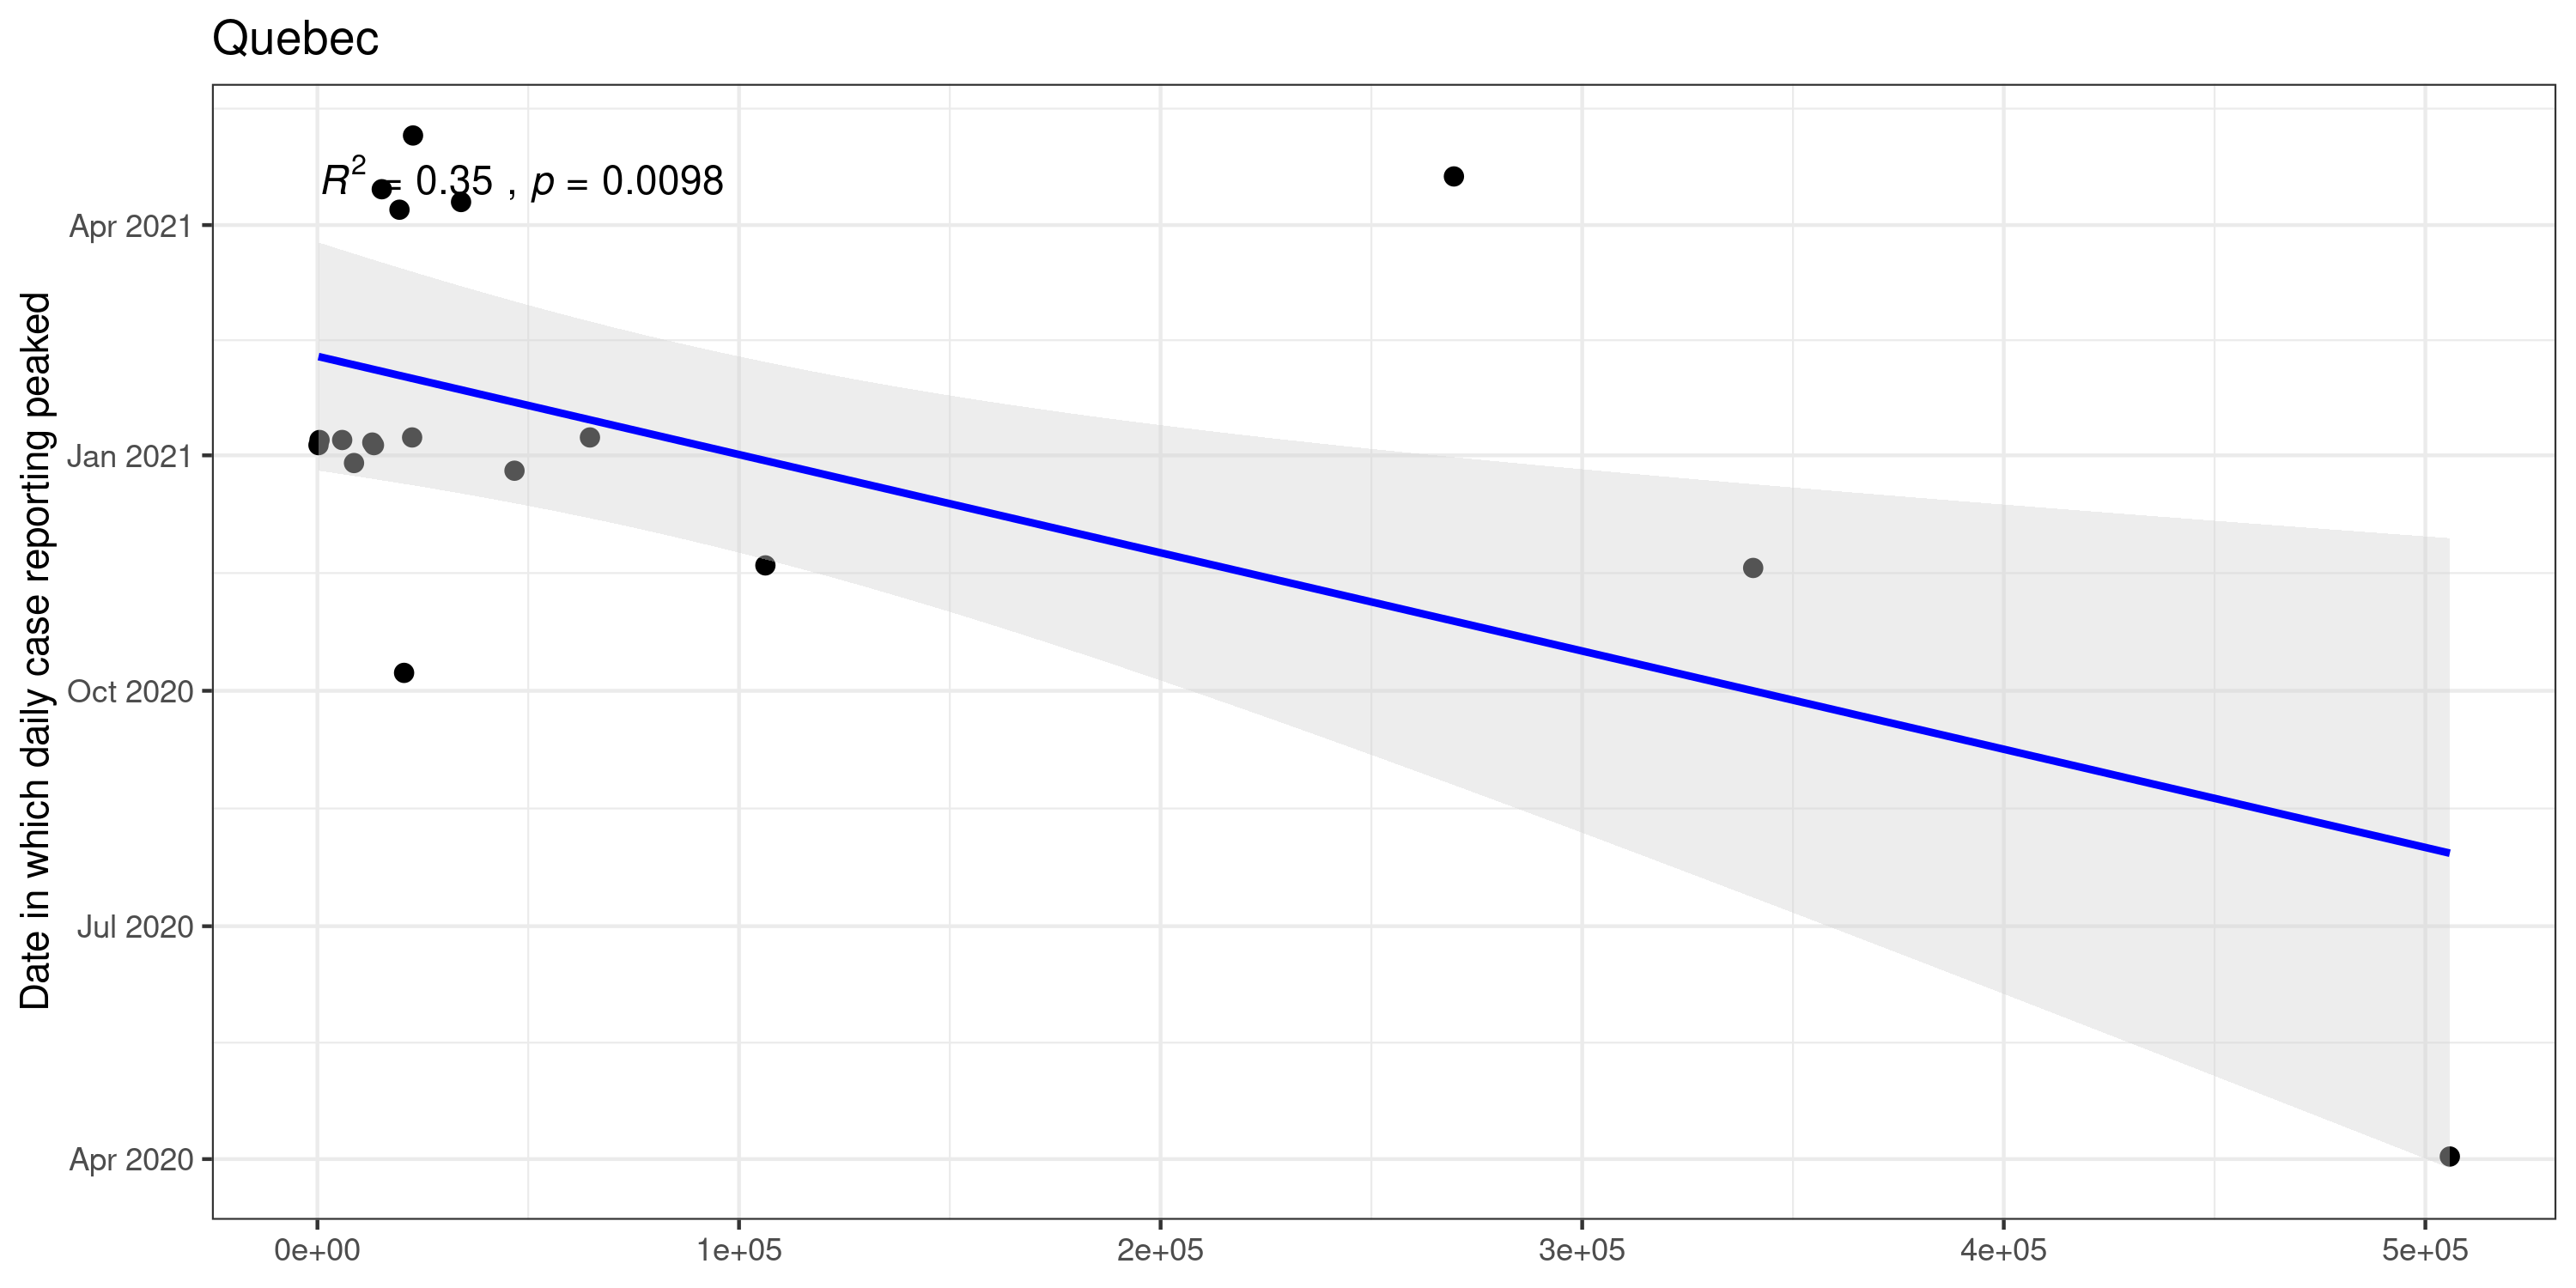 Quebec
R² = 0.35 , p = 0.0098
Date in which daily case reporting peaked
Apr 2021
Jan 2021
Oct 2020
Jul 2020
Apr 2020
0e+00 1e+05 2e+05 3e+05 4e+05 5e+05